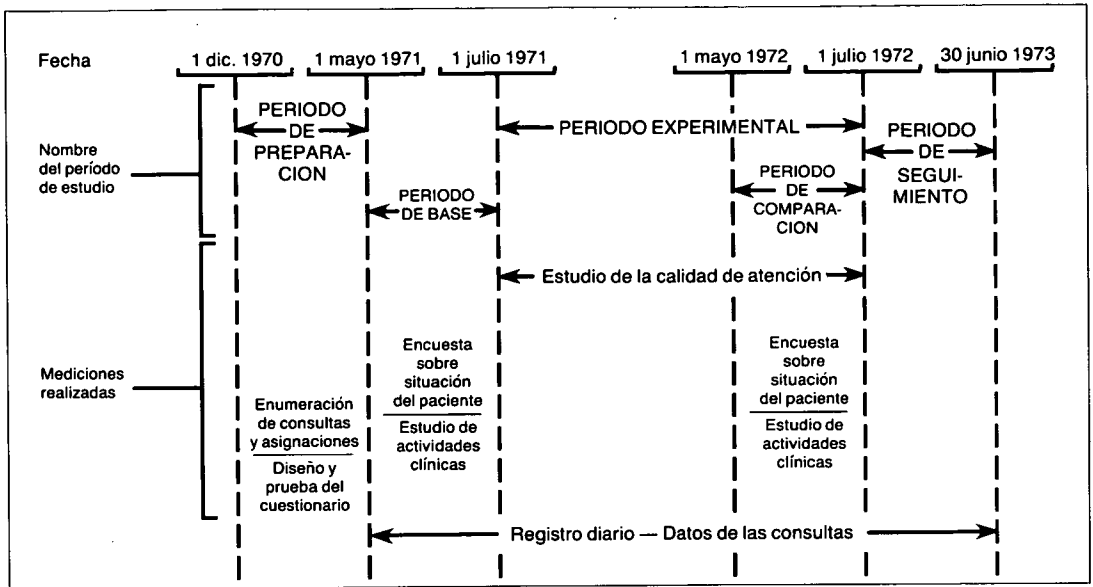 Fecha
1 dic. 1970
1 mayo 1971
1 julio 1971
1 mayo 1972
1 julio 1972
30 junio 1973
Nombre
del período
de estudio
PERIODO
DE
PREPARA-
CION
PERIODO
DE BASE
PERIODO EXPERIMENTAL
PERIODO
DE
COMPARA-
CION
PERIODO
DE
SEGUI-
MIENTO
Mediciones
realizadas
Estudio de la calidad de atención
Enumeración
de consultas
y asignaciones
Diseño y
prueba del
cuestionario
Encuesta
sobre
situación
del paciente
Estudio de
actividades
clínicas
Encuesta
sobre
situación
del paciente
Estudio de
actividades
clínicas
Registro diario — Datos de las consultas